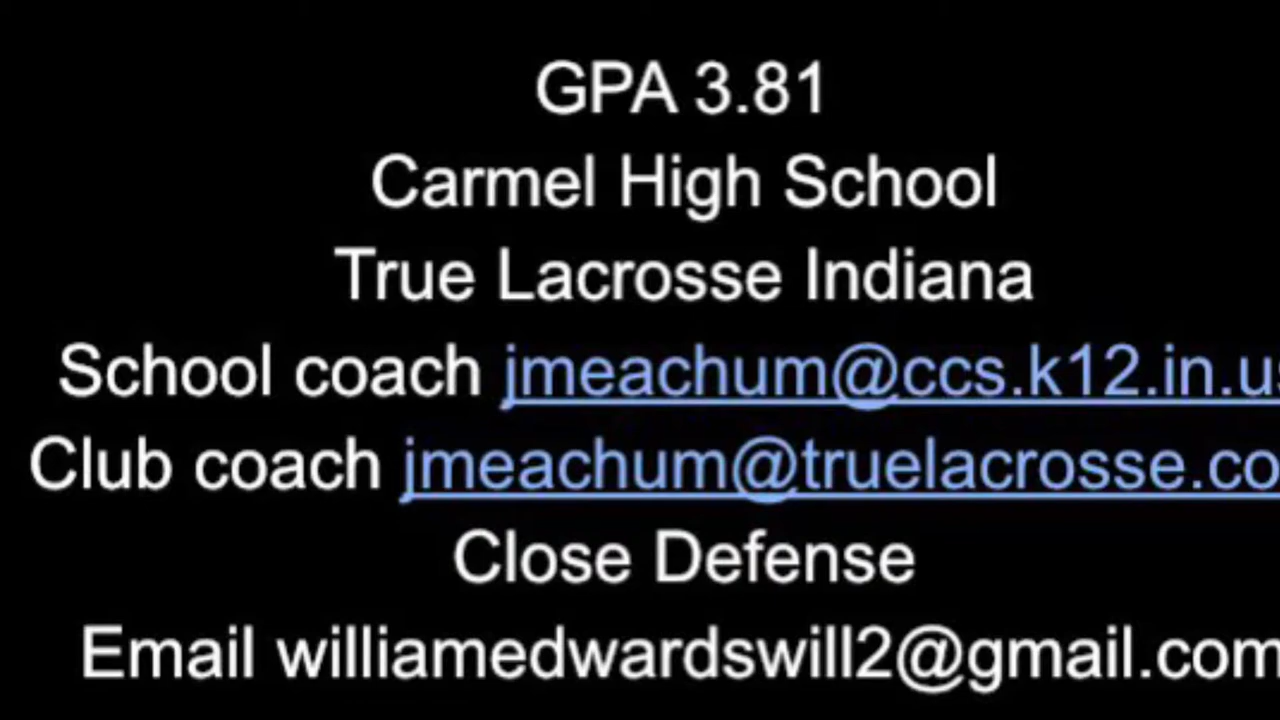 GPA 3.81
Carmel High School
True Lacrosse Indiana
School coach jmeachum@ccs.k12.in.us
Club coach jmeachum@truelacrosse.co
Close Defense
Email williamedwardswill2@gmail.com